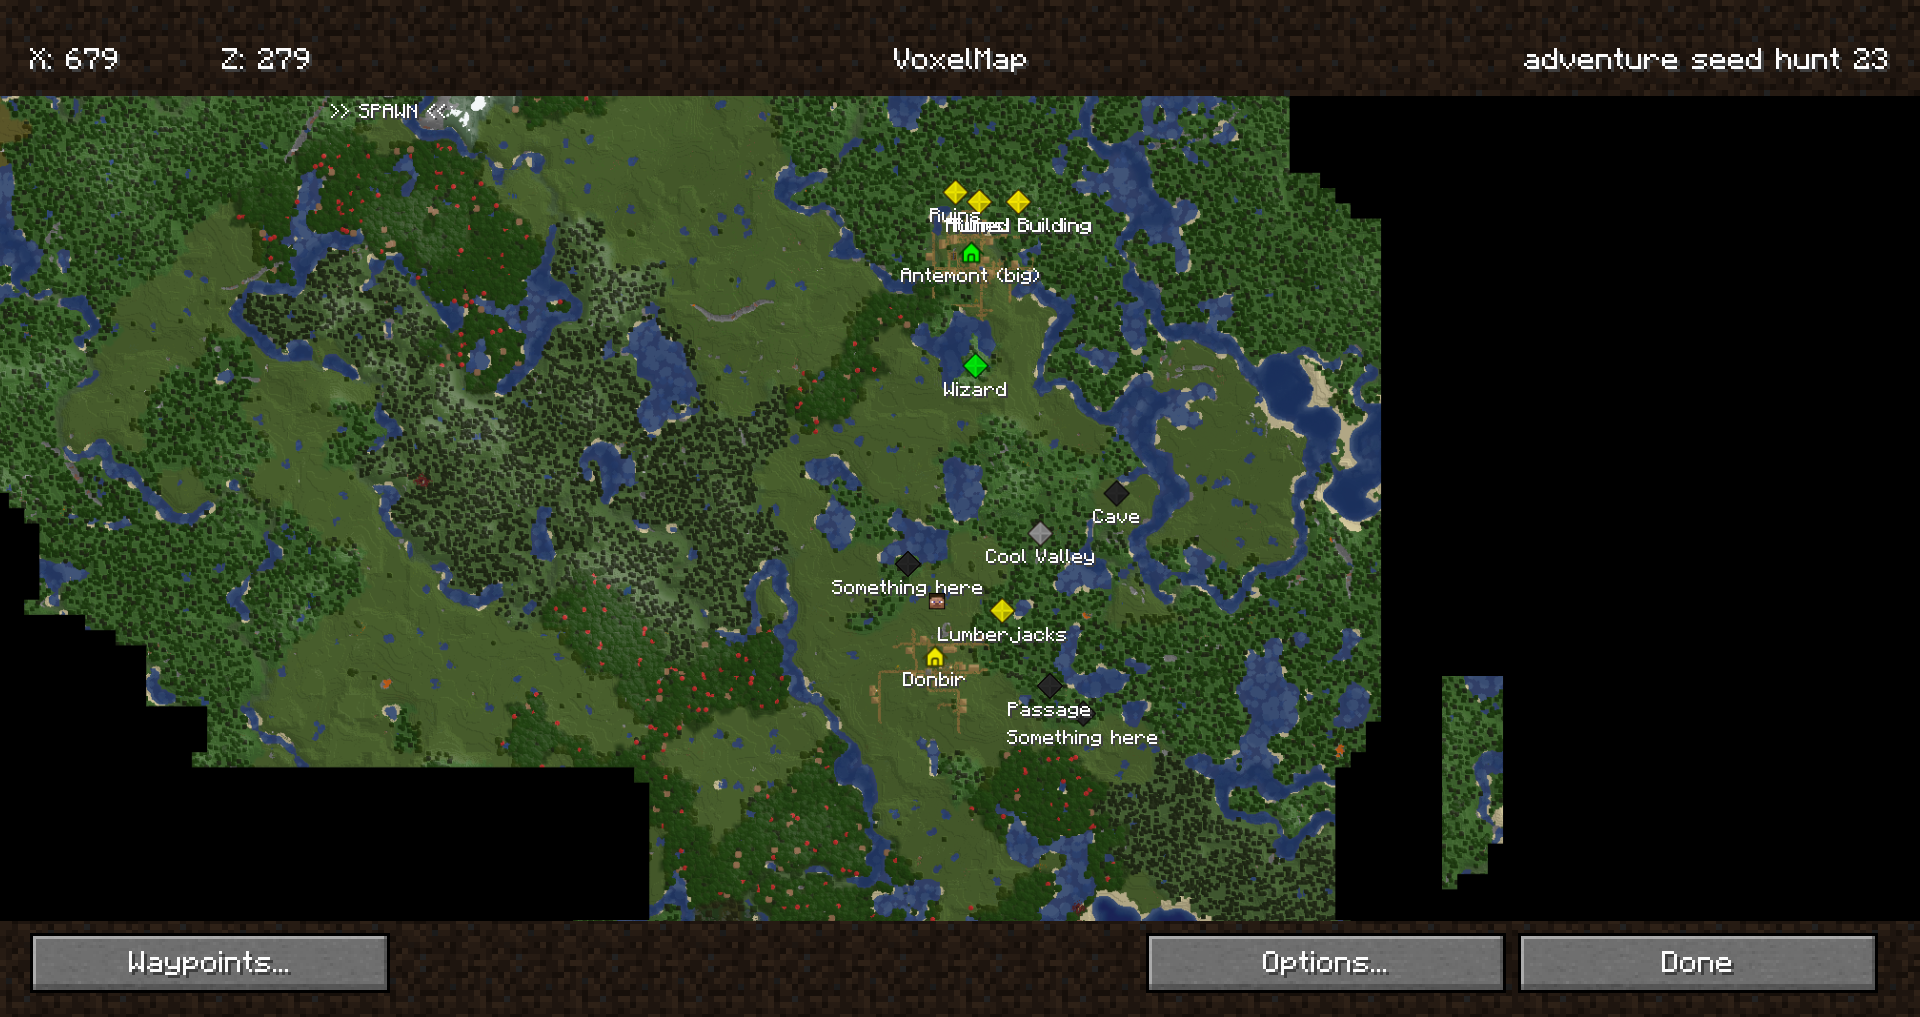 X: 679 Z: 279 VoxelMap adventure seed hunt 23
>> SPAWN <<
Ruins
Ruined Building
Antemont (big)
Wizard
Cave
Cool Valley
Something here
Lumberjacks
Donbir
Passage
Something here
Waypoints... Options... Done